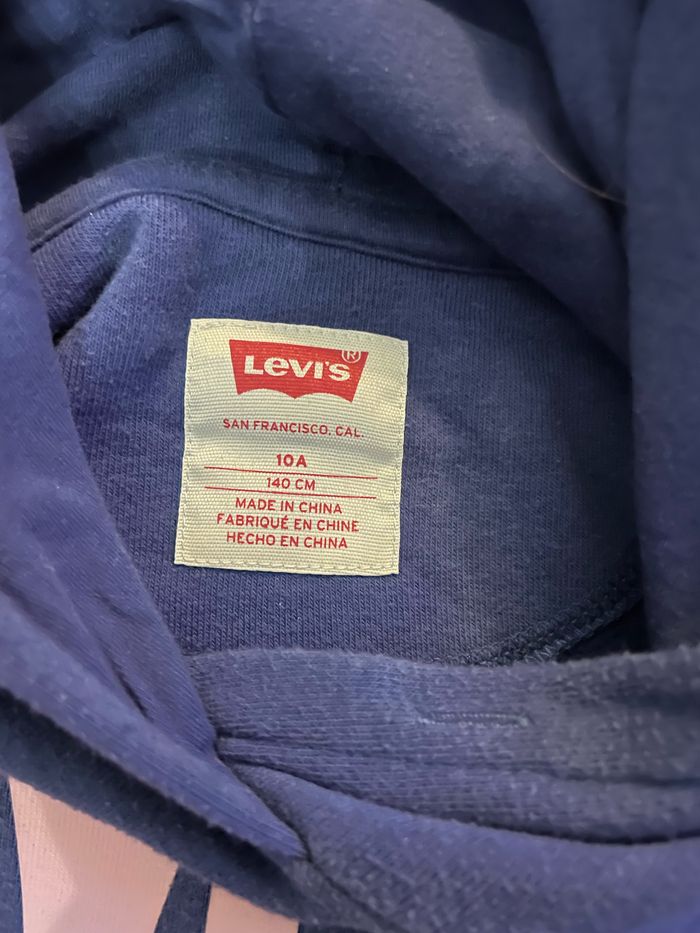 Levi's®
SAN FRANCISCO, CAL.
10A
140 CM
MADE IN CHINA
FABRIQUÉ EN CHINE
HECHO EN CHINA